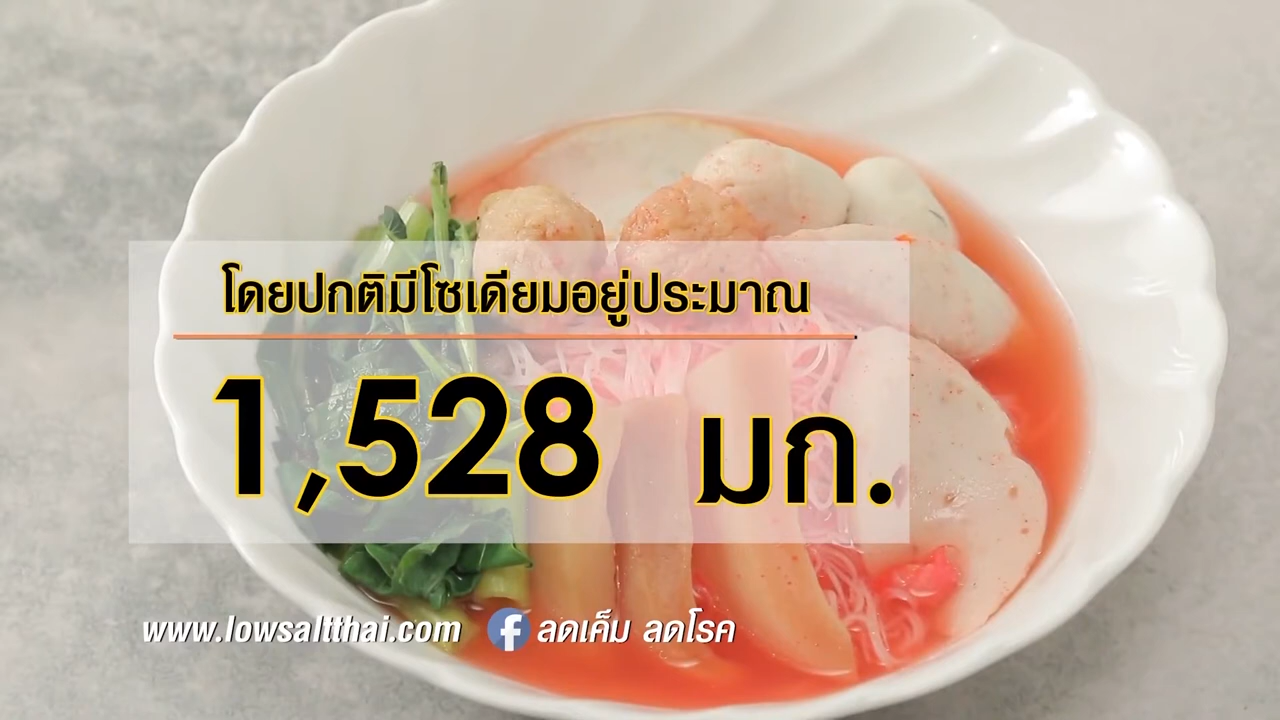 โดยปกติมีโซเดียมอยู่ประมาณ
1,528 มก.
www.lowsaltthai.com f ลดเค็ม ลดโรค